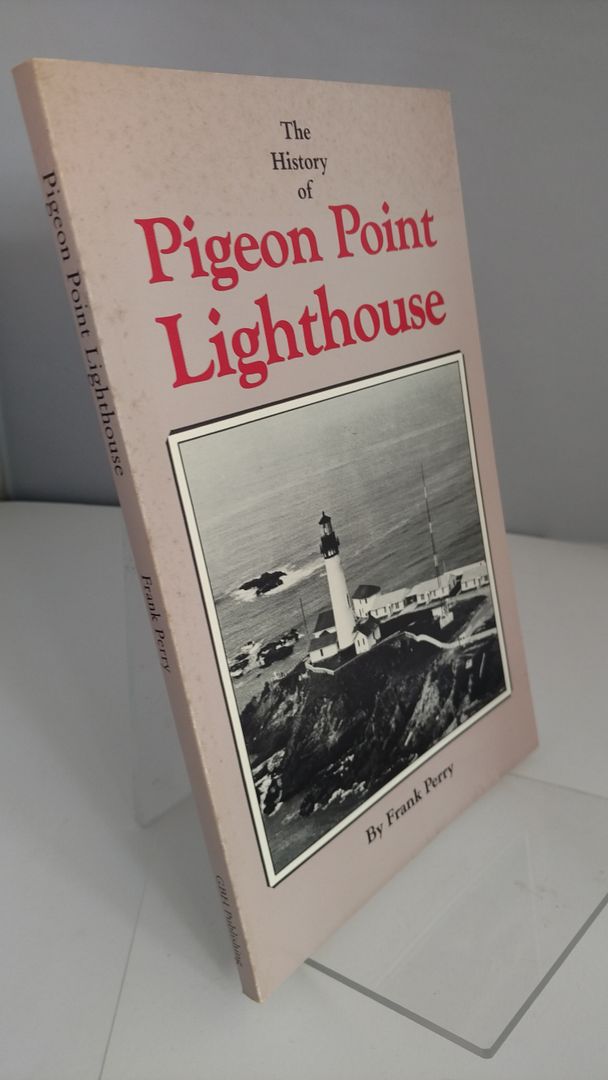 The
History
of
Pigeon Point
Lighthouse
By Frank Perry
Pigeon Point Lighthouse
Frank Perry
GBH Publishing